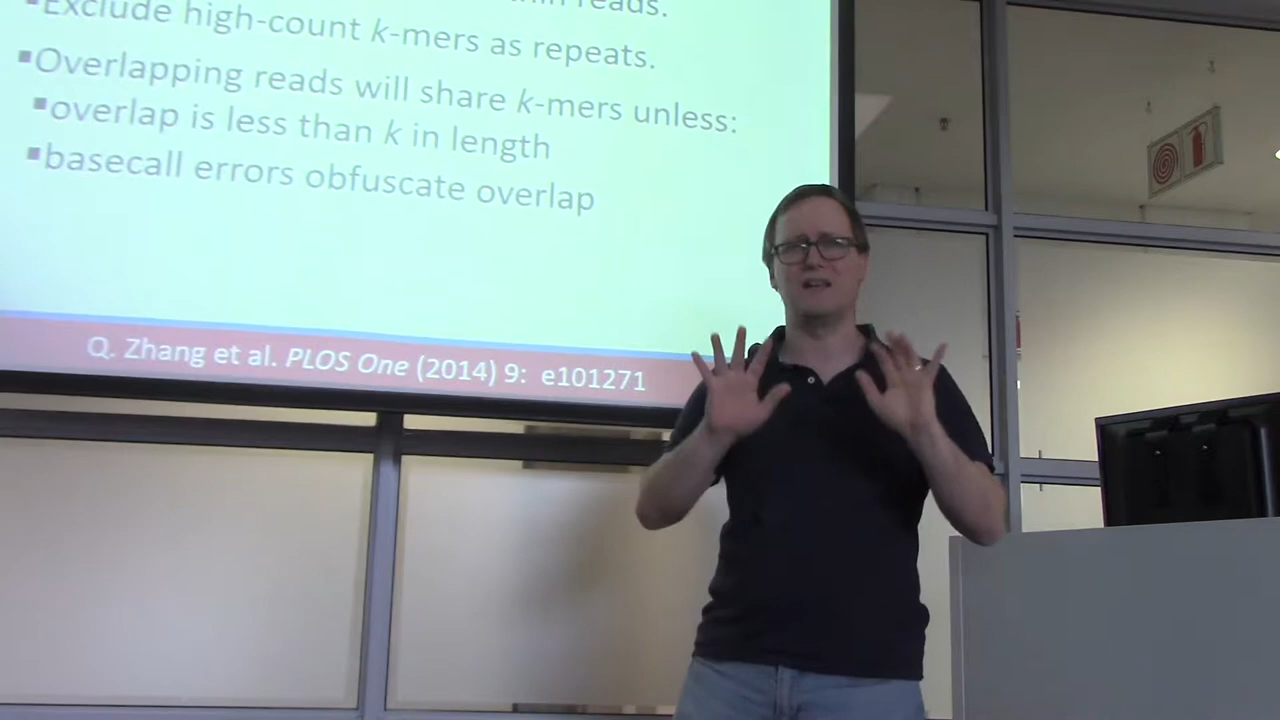 reads.
▪Exclude high-count k-mers as repeats.
▪Overlapping reads will share k-mers unless:
▪overlap is less than k in length
▪basecall errors obfuscate overlap
Q. Zhang et al. PLOS One (2014) 9: e101271